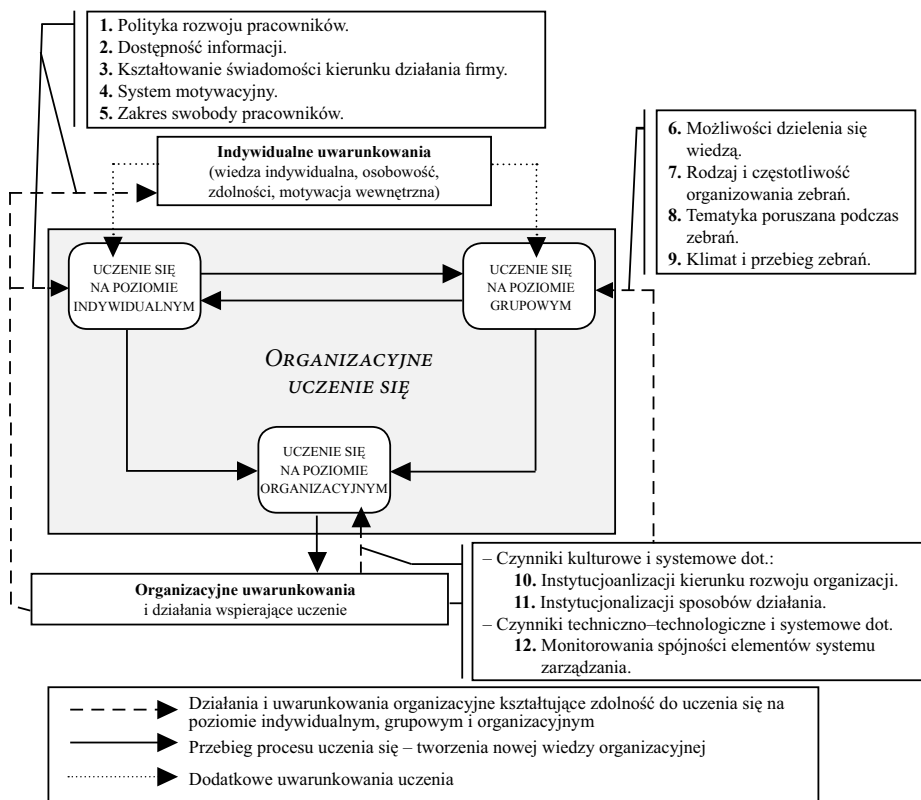 1. Polityka rozwoju pracowników.
2. Dostępność informacji.
3. Kształtowanie świadomości kierunku działania firmy.
4. System motywacyjny.
5. Zakres swobody pracowników.
Indywidualne uwarunkowania
(wiedza indywidualna, osobowość,
zdolności, motywacja wewnętrzna)
6. Możliwości dzielenia się
wiedzą.
7. Rodzaj i częstotliwość
organizowania zebrań.
8. Tematyka poruszana podczas
zebrań.
9. Klimat i przebieg zebrań.
UCZENIE SIĘ
NA POZIOMIE
INDYWIDUALNYM
UCZENIE SIĘ
NA POZIOMIE
GRUPOWYM
ORGANIZACYJNE
UCZENIE SIĘ
UCZENIE SIĘ
NA POZIOMIE
ORGANIZACYJNYM
Organizacyjne uwarunkowania
i działania wspierające uczenie
– Czynniki kulturowe i systemowe dot.:
10. Instytucjoanlizacji kierunku rozwoju organizacji.
11. Instytucjonalizacji sposobów działania.
– Czynniki techniczno–technologiczne i systemowe dot.
12. Monitorowania spójności elementów systemu
zarządzania.
Działania i uwarunkowania organizacyjne kształtujące zdolność do uczenia się na
poziomie indywidualnym, grupowym i organizacyjnym
Przebieg procesu uczenia się – tworzenia nowej wiedzy organizacyjnej
Dodatkowe uwarunkowania uczenia